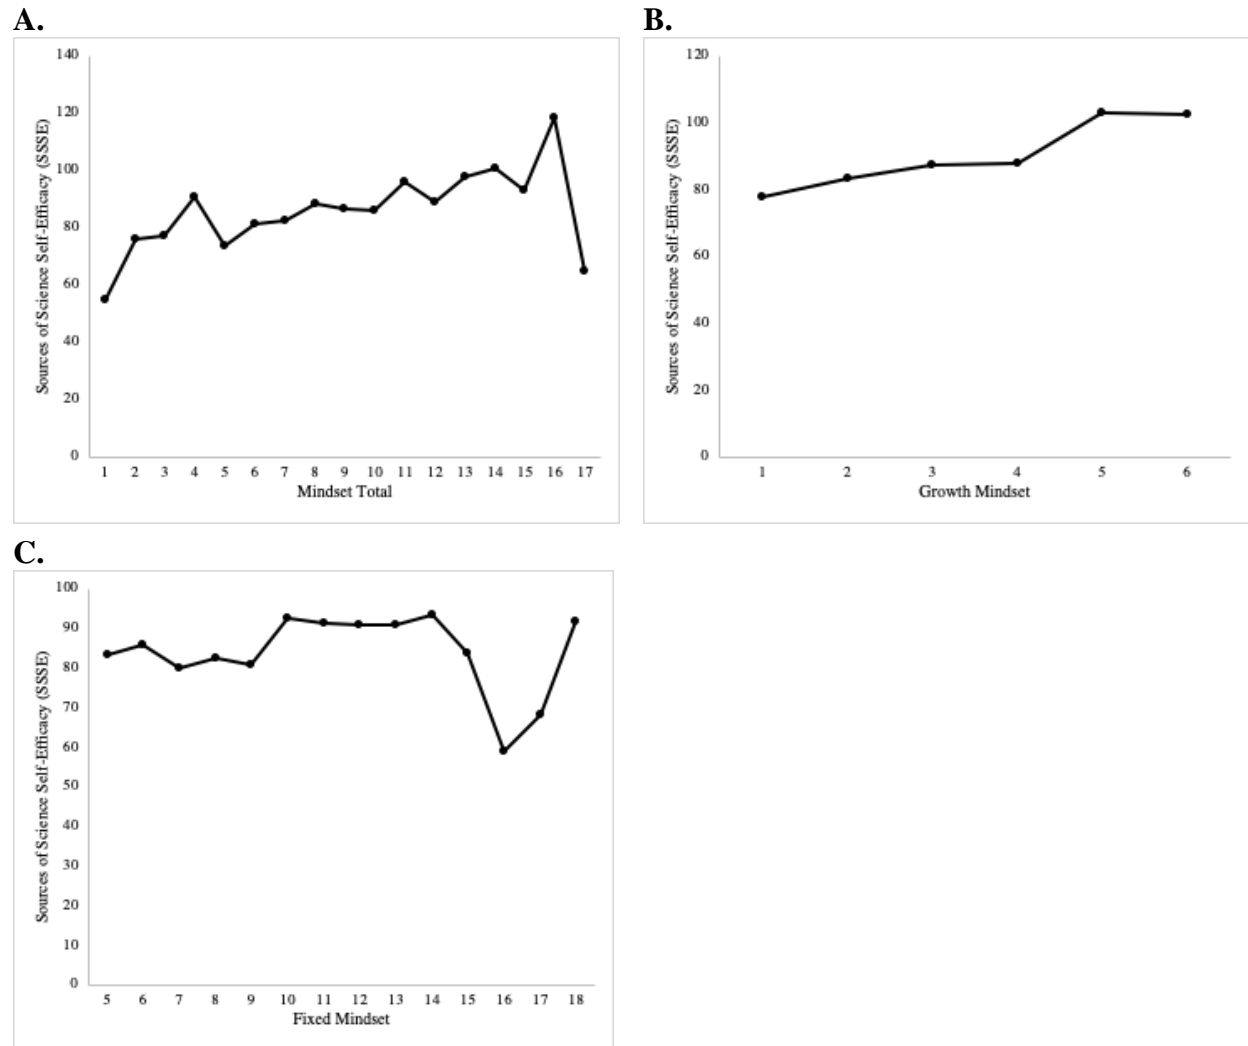 A.
Sources of Science Self-Efficacy (SSSE)
140
120
100
80
60
40
20
0
1 2 3 4 5 6 7 8 9 10 11 12 13 14 15 16 17
Mindset Total
B.
Sources of Science Self-Efficacy (SSSE)
120
100
80
60
40
20
0
1 2 3 4 5 6
Growth Mindset
C.
Sources of Science Self-Efficacy (SSSE)
100
90
80
70
60
50
40
30
20
10
0
5 6 7 8 9 10 11 12 13 14 15 16 17 18
Fixed Mindset